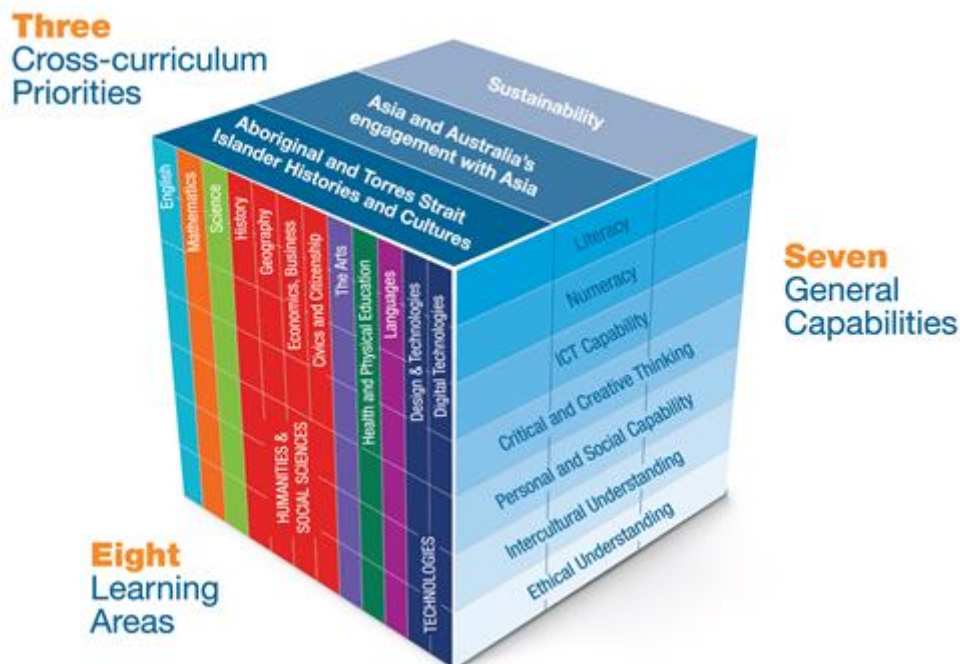 Three
Cross-curriculum
Priorities
Sustainability
Asia and Australia's
engagement with Asia
Aboriginal and Torres Strait
Islander Histories and Cultures
English
Mathematics
Science
History
Geography
Economics, Business
Civics and Citizenship
HUMANITIES &
SOCIAL SCIENCES
The Arts
Health and Physical Education
Languages
Design & Technologies
Digital Technologies
TECHNOLOGIES
Literacy
Numeracy
ICT Capability
Critical and Creative Thinking
Personal and Social Capability
Intercultural Understanding
Ethical Understanding
Seven
General
Capabilities
Eight
Learning
Areas